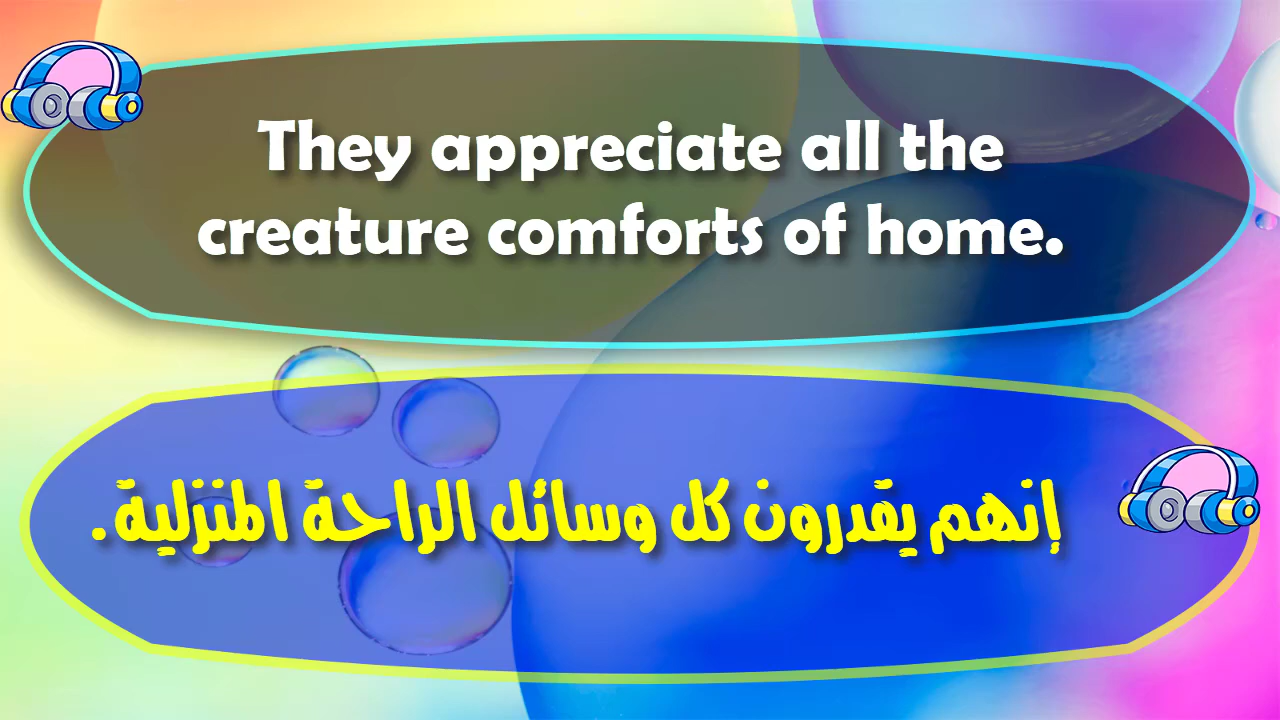 They appreciate all the
creature comforts of home.
إنهم يقدرون كل وسائل الراحة المنزلية.